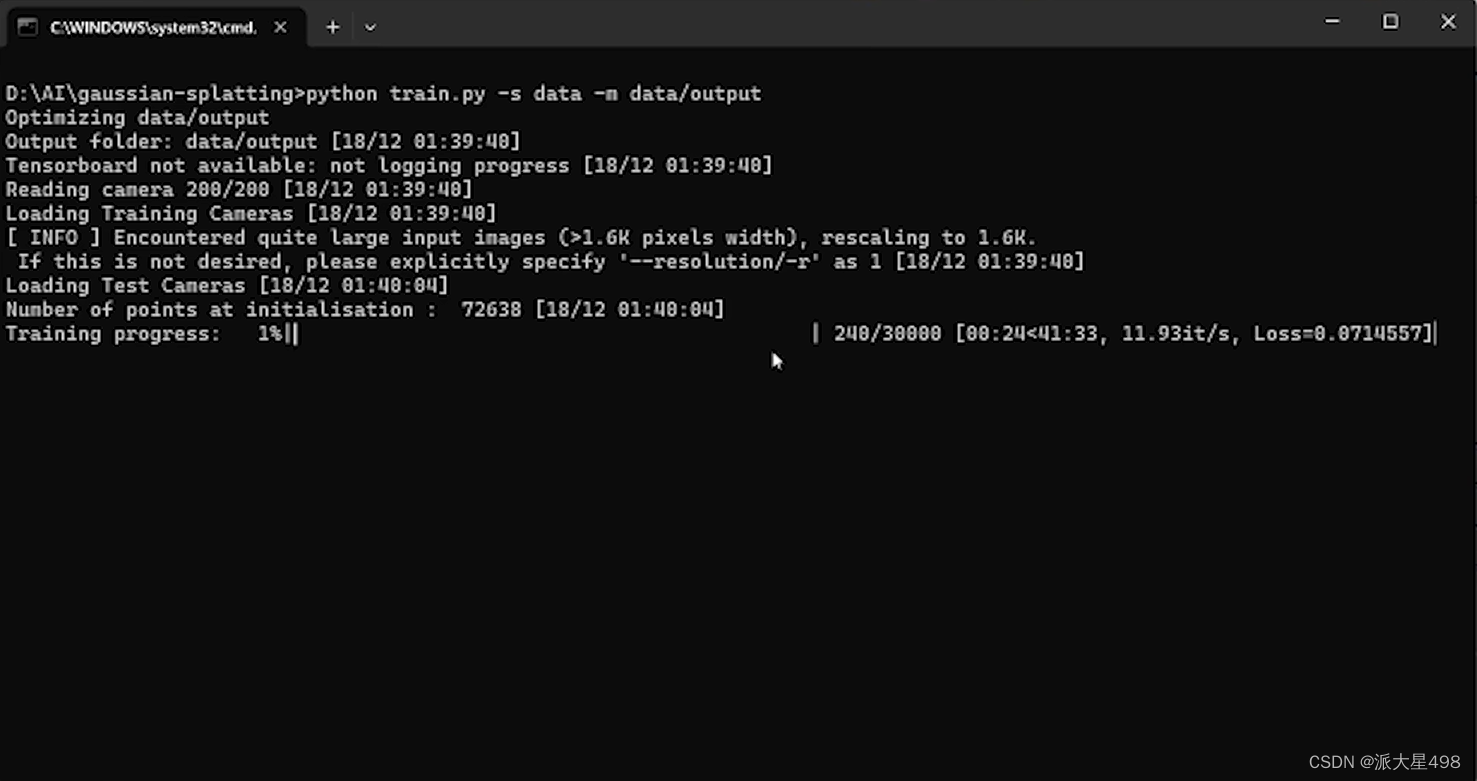 C:\WINDOWS\system32\cmd.
D:\AI\gaussian-splatting>python train.py -s data -m data/output
Optimizing data/output
Output folder: data/output [18/12 01:39:40]
Tensorboard not available: not logging progress [18/12 01:39:40]
Reading camera 200/200 [18/12 01:39:40]
Loading Training Cameras [18/12 01:39:40]
[ INFO ] Encountered quite large input images (>1.6K pixels width), rescaling to 1.6K.
If this is not desired, please explicitly specify '--resolution/-r' as 1 [18/12 01:39:40]
Loading Test Cameras [18/12 01:40:04]
Number of points at initialisation :  72638 [18/12 01:40:04]
Training progress:   1%|| | 240/30000 [00:24<41:33, 11.93it/s, Loss=0.0714557]
CSDN @派大星498